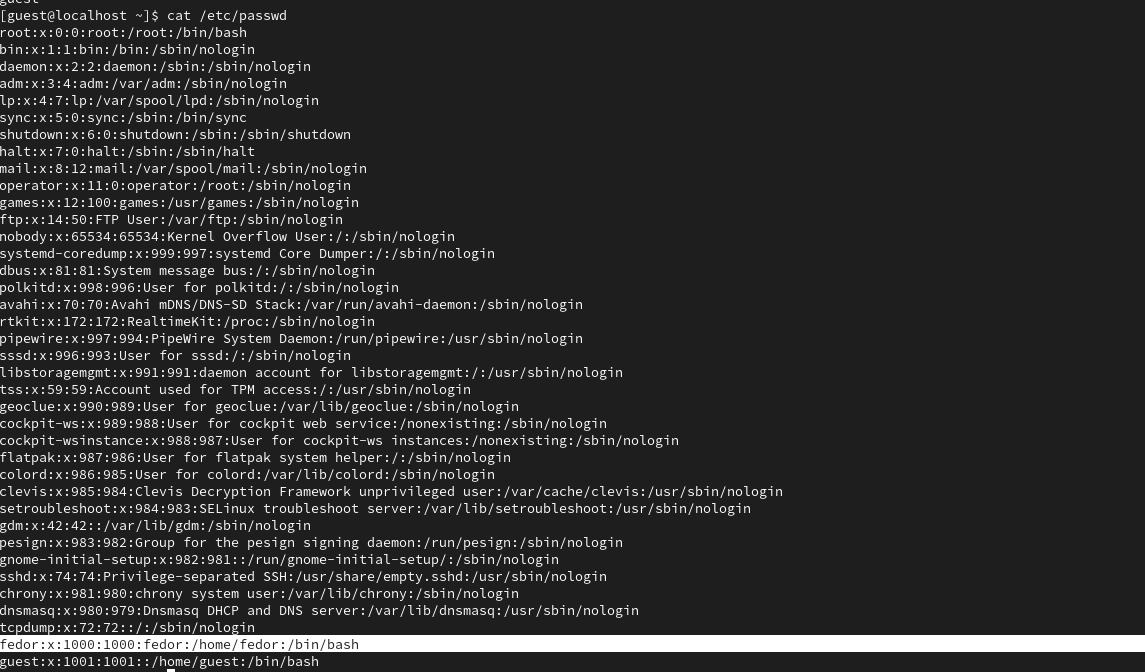 guest
[guest@localhost ~]$ cat /etc/passwd
root:x:0:0:root:/root:/bin/bash
bin:x:1:1:bin:/bin:/sbin/nologin
daemon:x:2:2:daemon:/sbin:/sbin/nologin
adm:x:3:4:adm:/var/adm:/sbin/nologin
lp:x:4:7:lp:/var/spool/lpd:/sbin/nologin
sync:x:5:0:sync:/sbin:/bin/sync
shutdown:x:6:0:shutdown:/sbin:/sbin/shutdown
halt:x:7:0:halt:/sbin:/sbin/halt
mail:x:8:12:mail:/var/spool/mail:/sbin/nologin
operator:x:11:0:operator:/root:/sbin/nologin
games:x:12:100:games:/usr/games:/sbin/nologin
ftp:x:14:50:FTP User:/var/ftp:/sbin/nologin
nobody:x:65534:65534:Kernel Overflow User:/:/sbin/nologin
systemd-coredump:x:999:997:systemd Core Dumper:/:/sbin/nologin
dbus:x:81:81:System message bus:/:/sbin/nologin
polkitd:x:998:996:User for polkitd:/:/sbin/nologin
avahi:x:70:70:Avahi mDNS/DNS-SD Stack:/var/run/avahi-daemon:/sbin/nologin
rtkit:x:172:172:RealtimeKit:/proc:/sbin/nologin
pipewire:x:997:994:PipeWire System Daemon:/run/pipewire:/usr/sbin/nologin
sssd:x:996:993:User for sssd:/:/sbin/nologin
libstoragemgmt:x:991:991:daemon account for libstoragemgmt:/:/usr/sbin/nologin
tss:x:59:59:Account used for TPM access:/:/usr/sbin/nologin
geoclue:x:990:989:User for geoclue:/var/lib/geoclue:/sbin/nologin
cockpit-ws:x:989:988:User for cockpit web service:/nonexisting:/sbin/nologin
cockpit-wsinstance:x:988:987:User for cockpit-ws instances:/nonexisting:/sbin/nologin
flatpak:x:987:986:User for flatpak system helper:/:/sbin/nologin
colord:x:986:985:User for colord:/var/lib/colord:/sbin/nologin
clevis:x:985:984:Clevis Decryption Framework unprivileged user:/var/cache/clevis:/usr/sbin/nologin
setroubleshoot:x:984:983:SELinux troubleshoot server:/var/lib/setroubleshoot:/usr/sbin/nologin
gdm:x:42:42::/var/lib/gdm:/sbin/nologin
pesign:x:983:982:Group for the pesign signing daemon:/run/pesign:/sbin/nologin
gnome-initial-setup:x:982:981::/run/gnome-initial-setup/:/sbin/nologin
sshd:x:74:74:Privilege-separated SSH:/usr/share/empty.sshd:/usr/sbin/nologin
chrony:x:981:980:chrony system user:/var/lib/chrony:/sbin/nologin
dnsmasq:x:980:979:Dnsmasq DHCP and DNS server:/var/lib/dnsmasq:/usr/sbin/nologin
tcpdump:x:72:72::/:/sbin/nologin
fedor:x:1000:1000:fedor:/home/fedor:/bin/bash
guest:x:1001:1001::/home/guest:/bin/bash